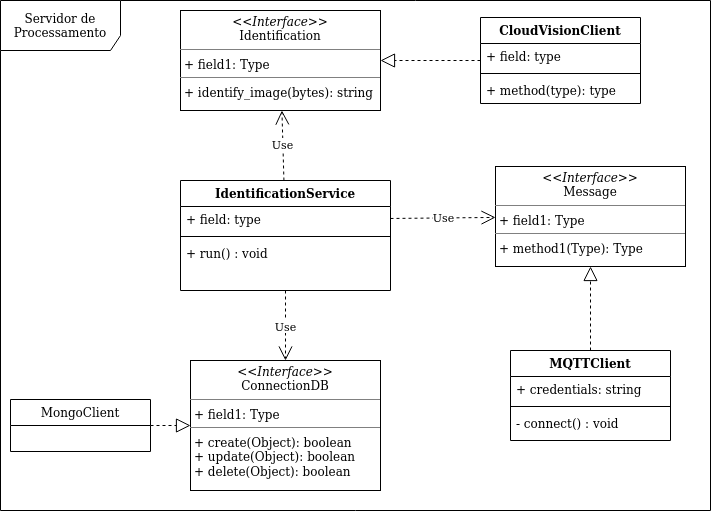 Servidor de
Processamento
<<Interface>>
Identification
+ field1: Type
+ identify_image(bytes): string
CloudVisionClient
+ field: type
+ method(type): type
Use
IdentificationService
+ field: type
+ run() : void
Use
<<Interface>>
Message
+ field1: Type
+ method1(Type): Type
Use
<<Interface>>
ConnectionDB
+ field1: Type
+ create(Object): boolean
+ update(Object): boolean
+ delete(Object): boolean
MongoClient
MQTTClient
+ credentials: string
- connect() : void